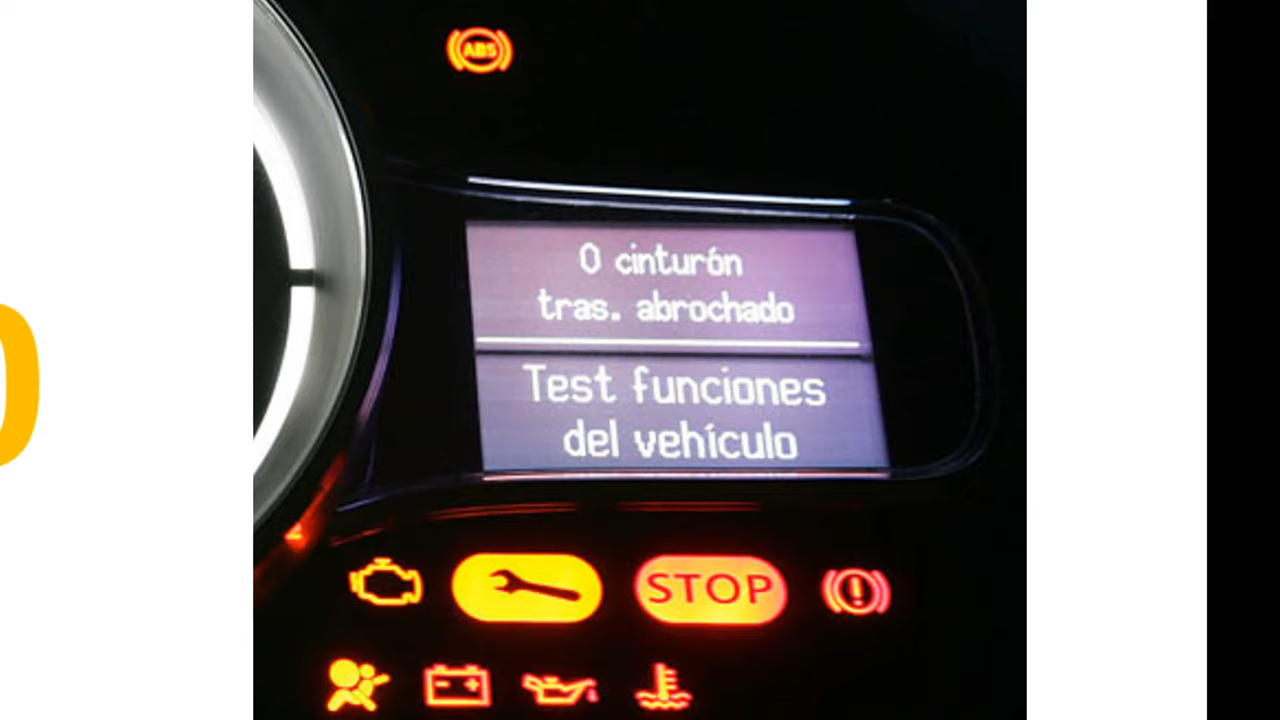 ABS
0 cinturón
tras. abrochado
Test funciones
del vehículo
STOP